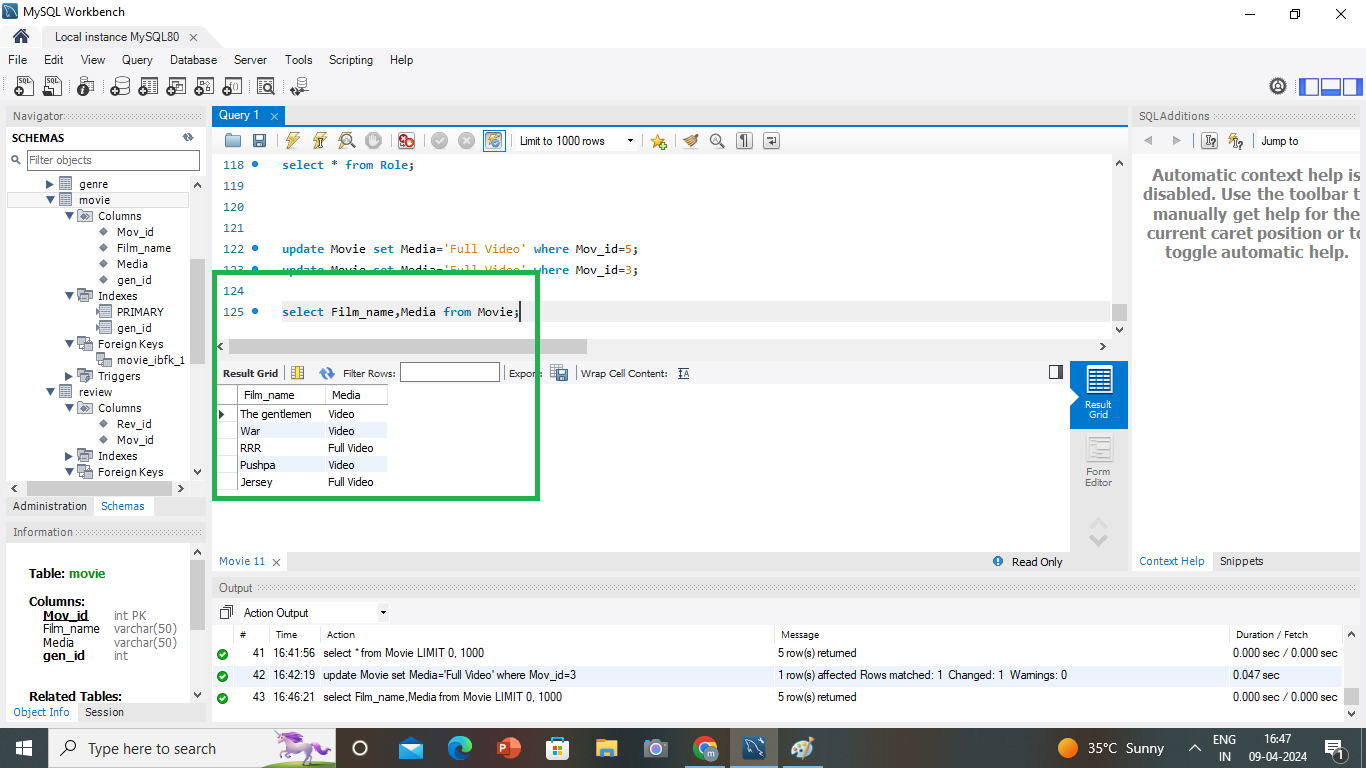 MySQL Workbench
Local instance MySQL80
File Edit View Query Database Server Tools Scripting Help
Navigator
SCHEMAS
Filter objects
genre
movie
Columns
Mov_id
Film_name
Media
gen_id
Indexes
PRIMARY
gen_id
Foreign Keys
movie_ibfk_1
Triggers
review
Columns
Rev_id
Mov_id
Indexes
Foreign Keys
Administration Schemas
Information
Table: movie
Columns:
Mov_id int PK
Film_name varchar(50)
Media varchar(50)
gen_id int
Related Tables:
Object Info Session
Query 1
Limit to 1000 rows
118 select * from Role;
119
120
121
122 update Movie set Media='Full Video' where Mov_id=5;
123 update Movie set Media='Full Video' where Mov_id=3;
124
125 select Film_name,Media from Movie;
Result Grid Filter Rows: Export: Wrap Cell Content:
Film_name Media
The gentlemen Video
War Video
RRR Full Video
Pushpa Video
Jersey Full Video
Result
Grid
Form
Editor
Movie 11
Read Only
SQLAdditions
Jump to
Automatic context help is
disabled. Use the toolbar t
manually get help for the
current caret position or to
toggle automatic help.
Context Help Snippets
Output
Action Output
# Time Action Message Duration / Fetch
41 16:41:56 select * from Movie LIMIT 0, 1000 5 row(s) returned 0.000 sec / 0.000 sec
42 16:42:19 update Movie set Media='Full Video' where Mov_id=3 1 row(s) affected Rows matched: 1 Changed: 1 Warnings: 0 0.047 sec
43 16:46:21 select Film_name,Media from Movie LIMIT 0, 1000 5 row(s) returned 0.000 sec / 0.000 sec
Type here to search
35°C Sunny
ENG
IN
16:47
09-04-2024
1